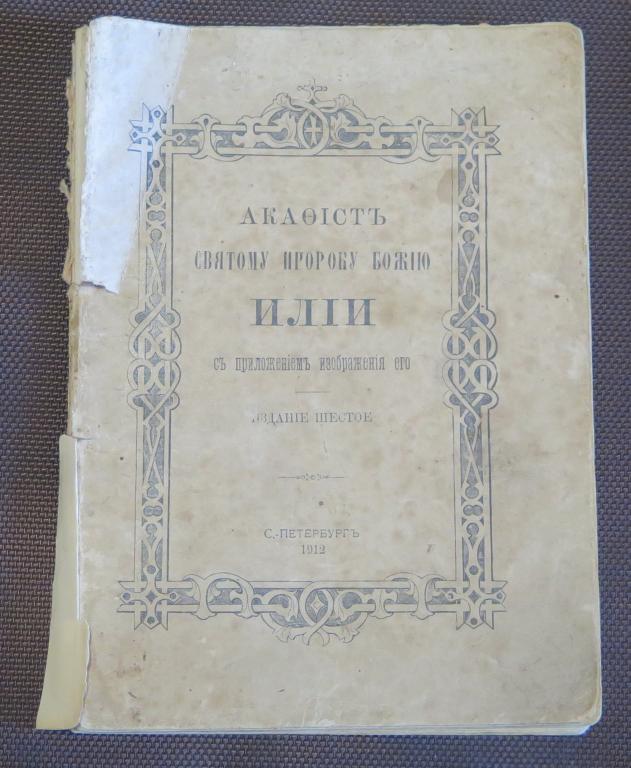 АКАѲІСТЪ
СВЯТОМУ ПРОРОКУ БОЖІЮ
ИЛІИ
съ приложеніемъ изображенія его
ИЗДАНІЕ ШЕСТОЕ
С.-ПЕТЕРБУРГЪ
1912